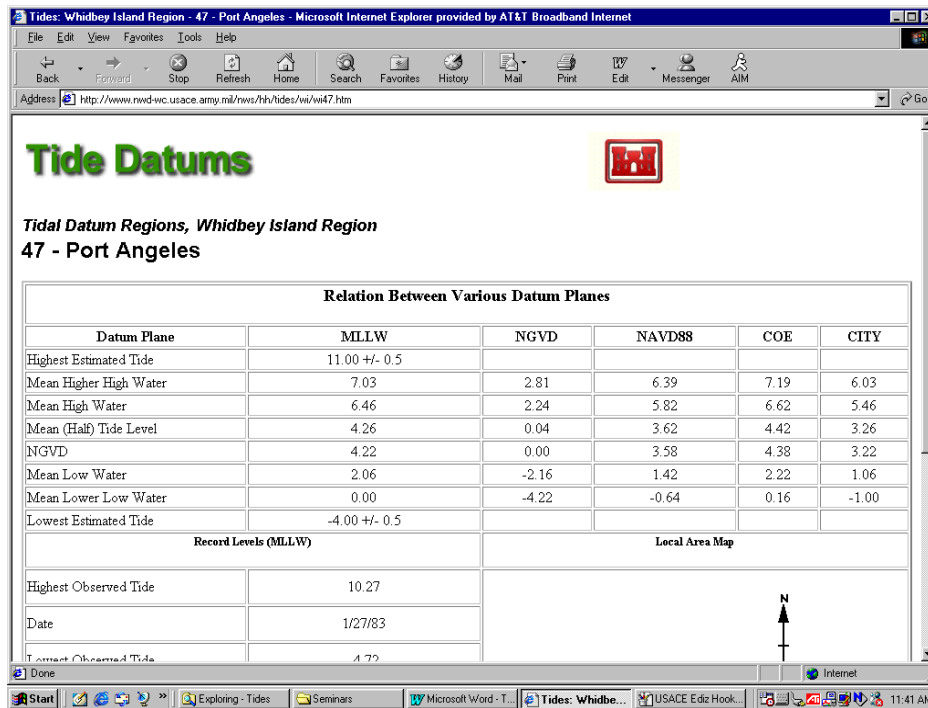 Tides: Whidbey Island Region - 47 - Port Angeles - Microsoft Internet Explorer provided by AT&T Broadband Internet
File Edit View Favorites Tools Help
Back Forward Stop Refresh Home Search Favorites History Mail Print Edit Messenger AIM
Address http://www.nwd-wc.usace.army.mil/nws/hh/tides/wi/wi47.htm Go
Tide Datums
Tidal Datum Regions, Whidbey Island Region
47 - Port Angeles
Relation Between Various Datum Planes
Datum Plane MLLW NGVD NAVD88 COE CITY
Highest Estimated Tide 11.00 +/- 0.5
Mean Higher High Water 7.03 2.81 6.39 7.19 6.03
Mean High Water 6.46 2.24 5.82 6.62 5.46
Mean (Half) Tide Level 4.26 0.04 3.62 4.42 3.26
NGVD 4.22 0.00 3.58 4.38 3.22
Mean Low Water 2.06 -2.16 1.42 2.22 1.06
Mean Lower Low Water 0.00 -4.22 -0.64 0.16 -1.00
Lowest Estimated Tide -4.00 +/- 0.5
Record Levels (MLLW) Local Area Map
Highest Observed Tide 10.27
N
Date 1/27/83
Lowest Observed Tide -4.72
Done Internet
Start » Exploring - Tides Seminars Microsoft Word - T... Tides: Whidbe... USACE Ediz Hook... 11:41 AM